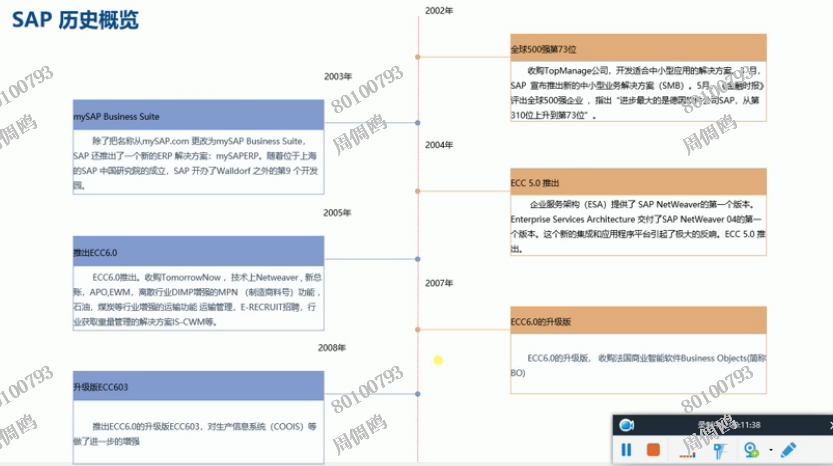 SAP 历史概览
2002年
全球500强第73位
收购TopManage公司，开发适合中小型应用的解决方案。3月，
SAP 宣布推出新的中小型业务解决方案（SMB）。5月，《金融时报》
评出全球500强企业 ，指出“进步最大的是德国软件公司SAP，从第
310位上升到第73位”。
2003年
mySAP Business Suite
除了把名称从mySAP.com 更改为mySAP Business Suite，
SAP 还推出了一个新的ERP 解决方案：mySAPERP。随着位于上海
的SAP 中国研究院的成立，SAP 开办了Walldorf 之外的第9 个开发
园。
2004年
ECC 5.0 推出
企业服务架构（ESA）提供了 SAP NetWeaver的第一个版本。
Enterprise Services Architecture 交付了SAP NetWeaver 04的第一
个版本。这个新的集成和应用程序平台引起了极大的反响。ECC 5.0 推
出。
2005年
推出ECC6.0
ECC6.0推出。收购TomorrowNow ，技术上Netweaver , 新总
账，APO,EWM，离散行业DIMP增强的MPN （制造商料号）功能 ，
石油，煤炭等行业增强的运输功能 运输管理，E-RECRUIT招聘，行
业获取重量管理的解决方案IS-CWM等。
2007年
ECC6.0的升级版
ECC6.0的升级版， 收购法国商业智能软件Business Objects(简称
BO)
2008年
升级版ECC603
推出ECC6.0的升级版ECC603，对生产信息系统（COOIS）等
做了进一步的增强
80100793
周倜鸥
80100793
周倜鸥
80100793
周倜鸥
80100793
周倜鸥
80100793
周倜鸥
80100793
周倜鸥
11:38